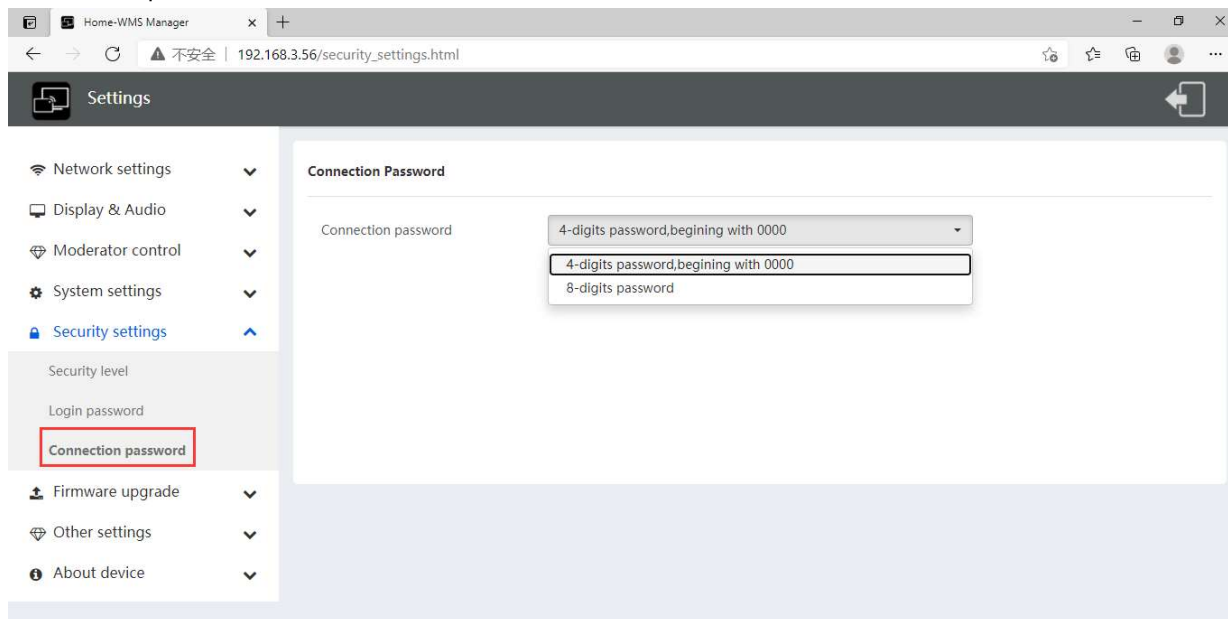 Home-WMS Manager
不安全 | 192.168.3.56/security_settings.html
Settings
Network settings
Display & Audio
Moderator control
System settings
Security settings
Security level
Login password
Connection password
Firmware upgrade
Other settings
About device
Connection Password
Connection password
4-digits password,begining with 0000
4-digits password,begining with 0000
8-digits password